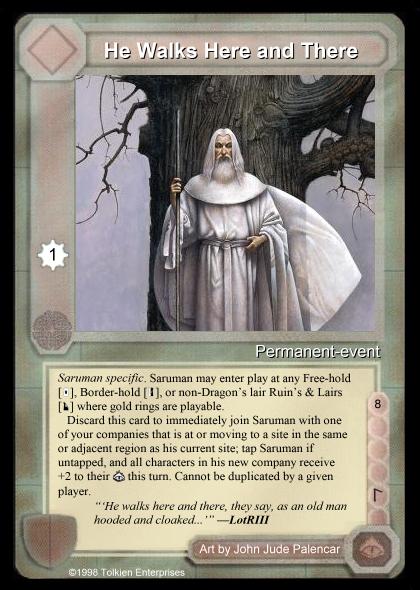 He Walks Here and There
1
Permanent-event
Saruman specific. Saruman may enter play at any Free-hold
[], Border-hold [], or non-Dragon's lair Ruin's & Lairs
[] where gold rings are playable.
Discard this card to immediately join Saruman with one
of your companies that is at or moving to a site in the same
or adjacent region as his current site; tap Saruman if
untapped, and all characters in his new company receive
+2 to their this turn. Cannot be duplicated by a given
player.
"'He walks here and there, they say, as an old man
hooded and cloaked...'" —LotRIII
8
Art by John Jude Palencar
©1998 Tolkien Enterprises